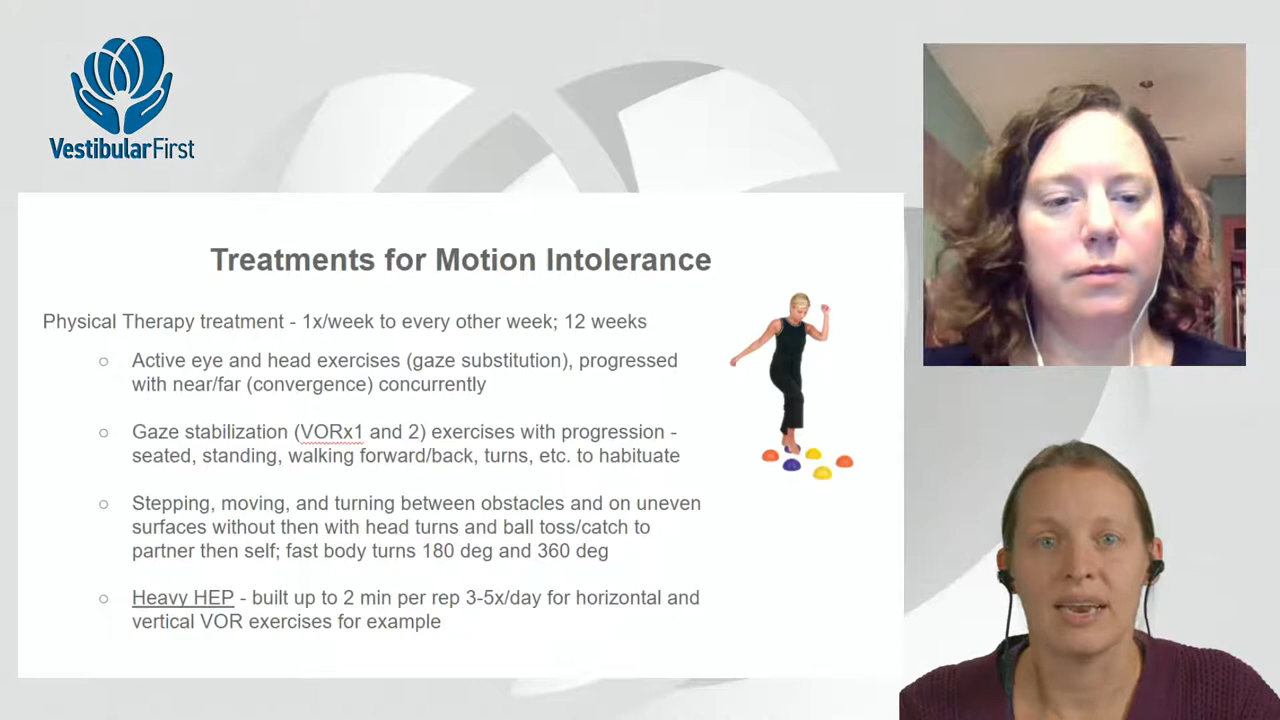 VestibularFirst
Treatments for Motion Intolerance
Physical Therapy treatment - 1x/week to every other week; 12 weeks
○ Active eye and head exercises (gaze substitution), progressed
with near/far (convergence) concurrently
○ Gaze stabilization (VORx1 and 2) exercises with progression -
seated, standing, walking forward/back, turns, etc. to habituate
○ Stepping, moving, and turning between obstacles and on uneven
surfaces without then with head turns and ball toss/catch to
partner then self; fast body turns 180 deg and 360 deg
○ Heavy HEP - built up to 2 min per rep 3-5x/day for horizontal and
vertical VOR exercises for example